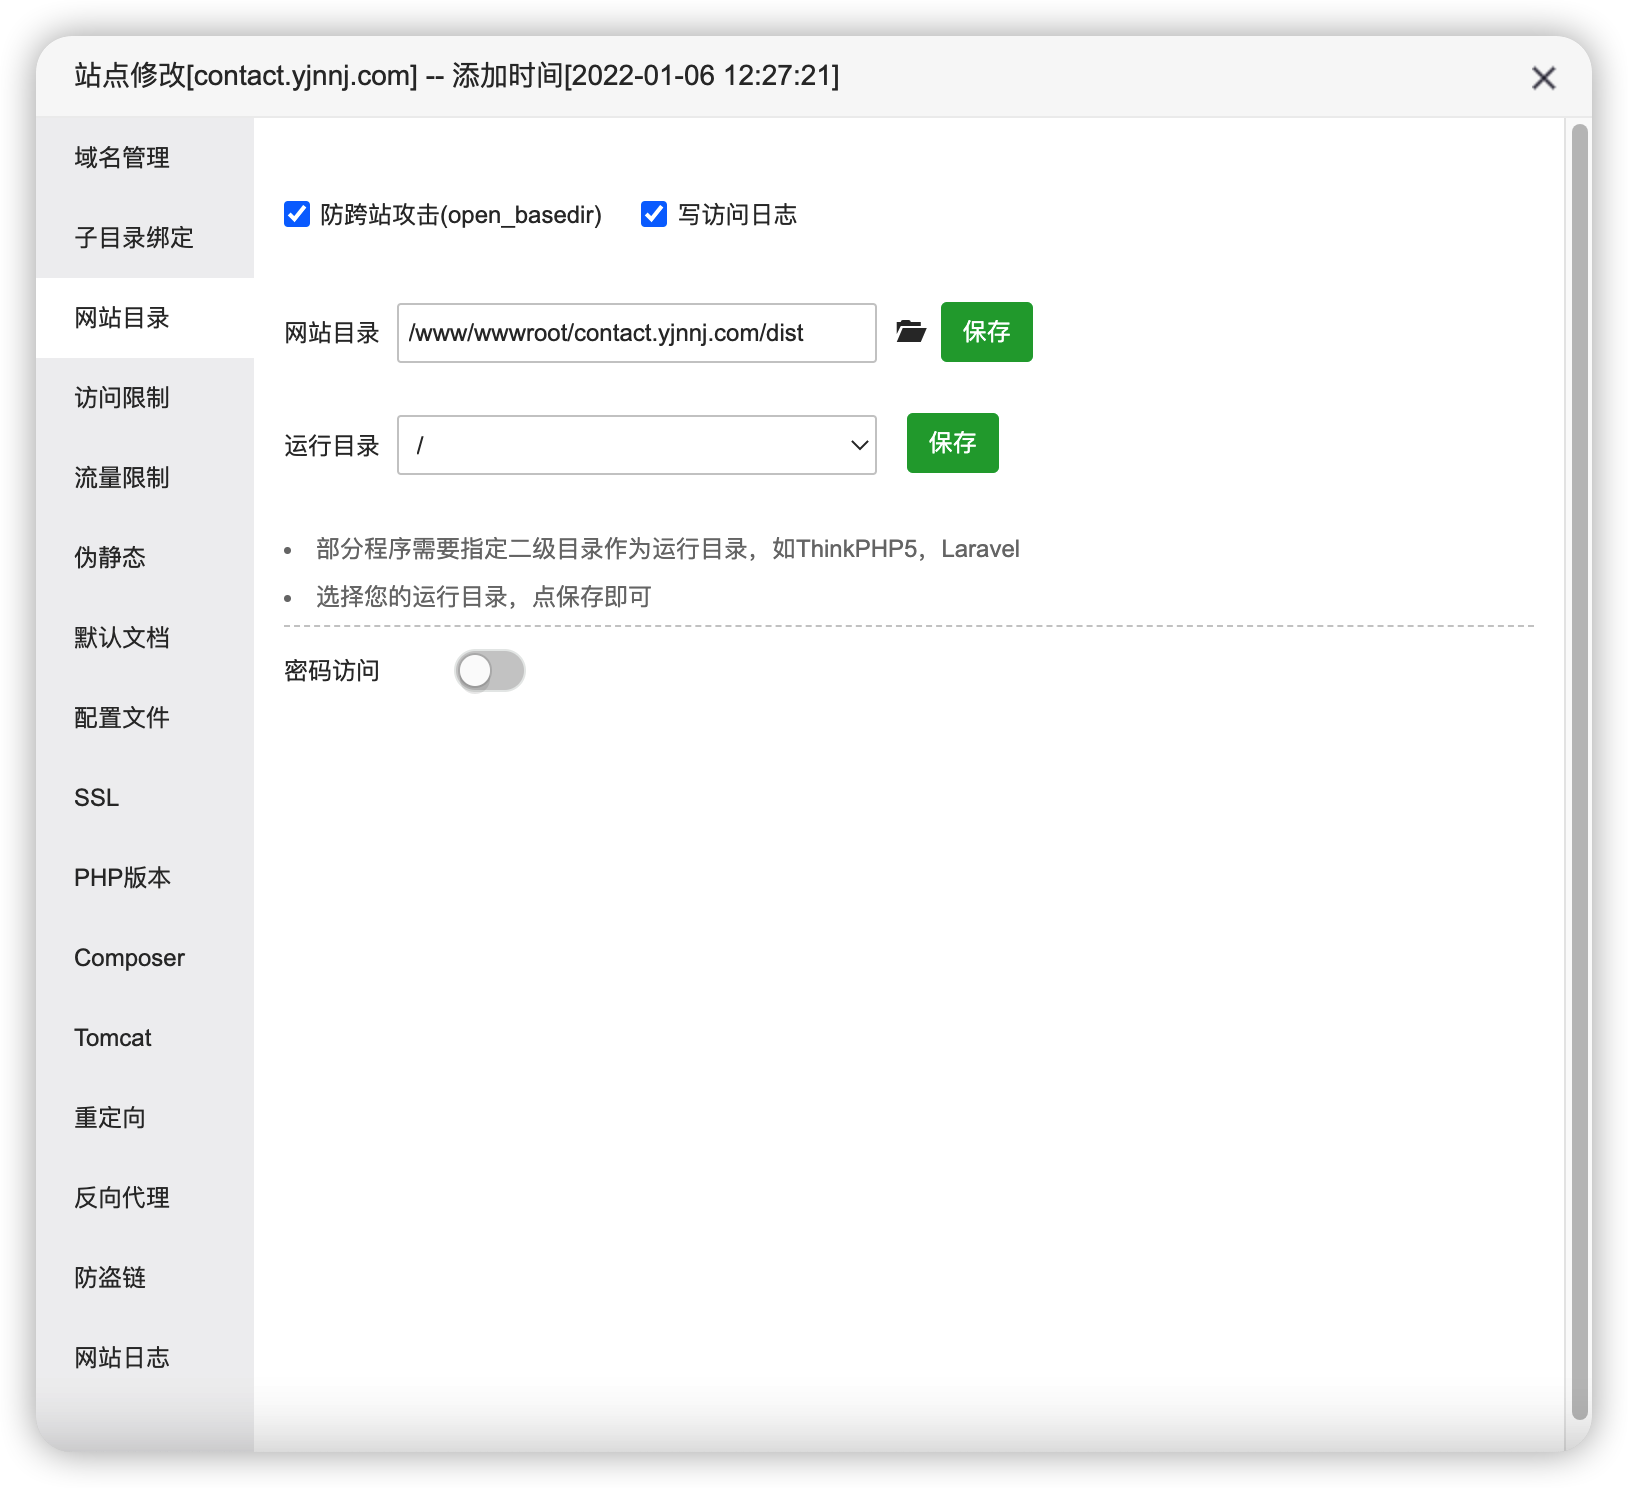 站点修改[contact.yjnnj.com] -- 添加时间[2022-01-06 12:27:21]
域名管理
子目录绑定
网站目录
访问限制
流量限制
伪静态
默认文档
配置文件
SSL
PHP版本
Composer
Tomcat
重定向
反向代理
防盗链
网站日志
防跨站攻击(open_basedir) 写访问日志
网站目录 /www/wwwroot/contact.yjnnj.com/dist 保存
运行目录 / 保存
部分程序需要指定二级目录作为运行目录，如ThinkPHP5，Laravel
选择您的运行目录，点保存即可
密码访问